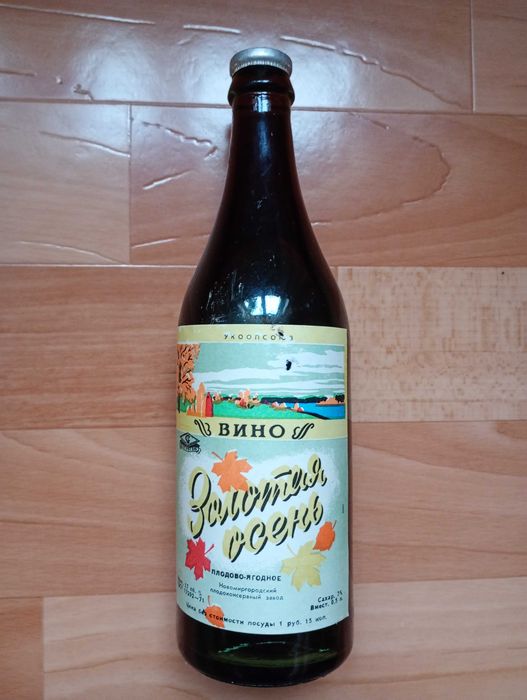 УКООПСОЮЗ
ВИНО
Золотая
осень
ПЛОДОВО-ЯГОДНОЕ
Новомиргородский
плодоконсервный завод
Сахар. 7%
Вмест. 0,5 л.
Цена без стоимости посуды 1 руб. 15 коп.